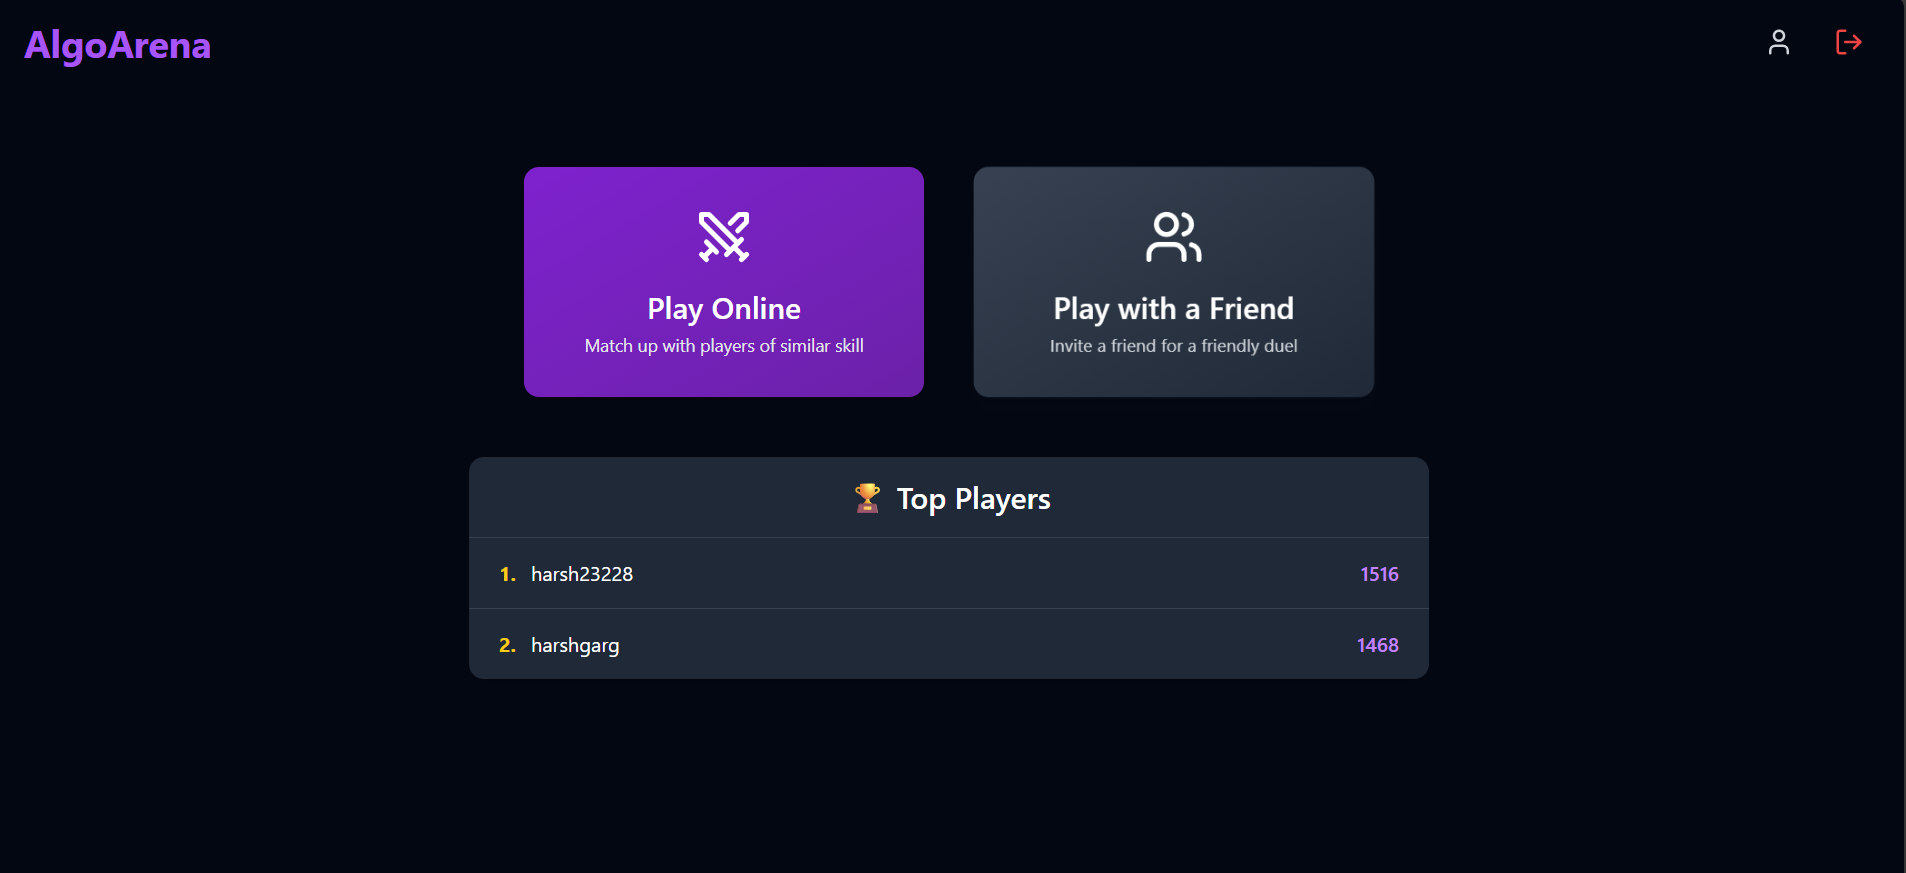 AlgoArena
Play Online
Match up with players of similar skill
Play with a Friend
Invite a friend for a friendly duel
🏆 Top Players
1. harsh23228 1516
2. harshgarg 1468